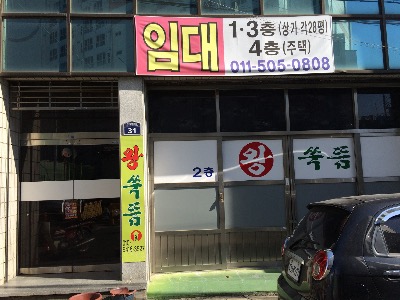 임대
1·3층(상가 각28평)
4층(주택)
011-505-0808
31
왕
쑥
뜸
2층
왕 쑥뜸